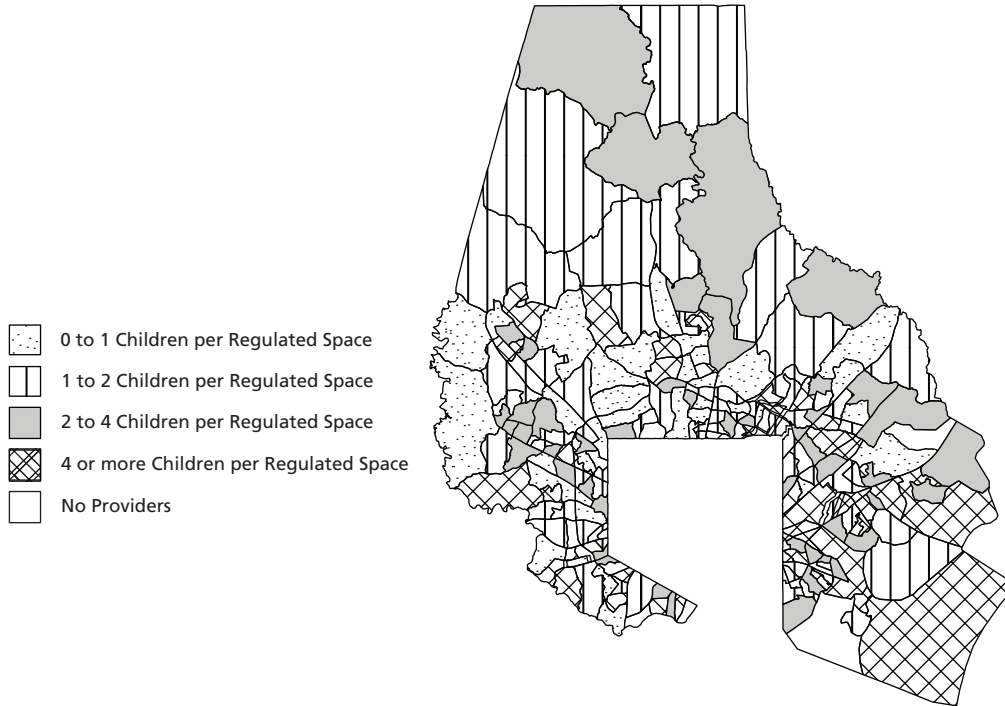 0 to 1 Children per Regulated Space
1 to 2 Children per Regulated Space
2 to 4 Children per Regulated Space
4 or more Children per Regulated Space
No Providers